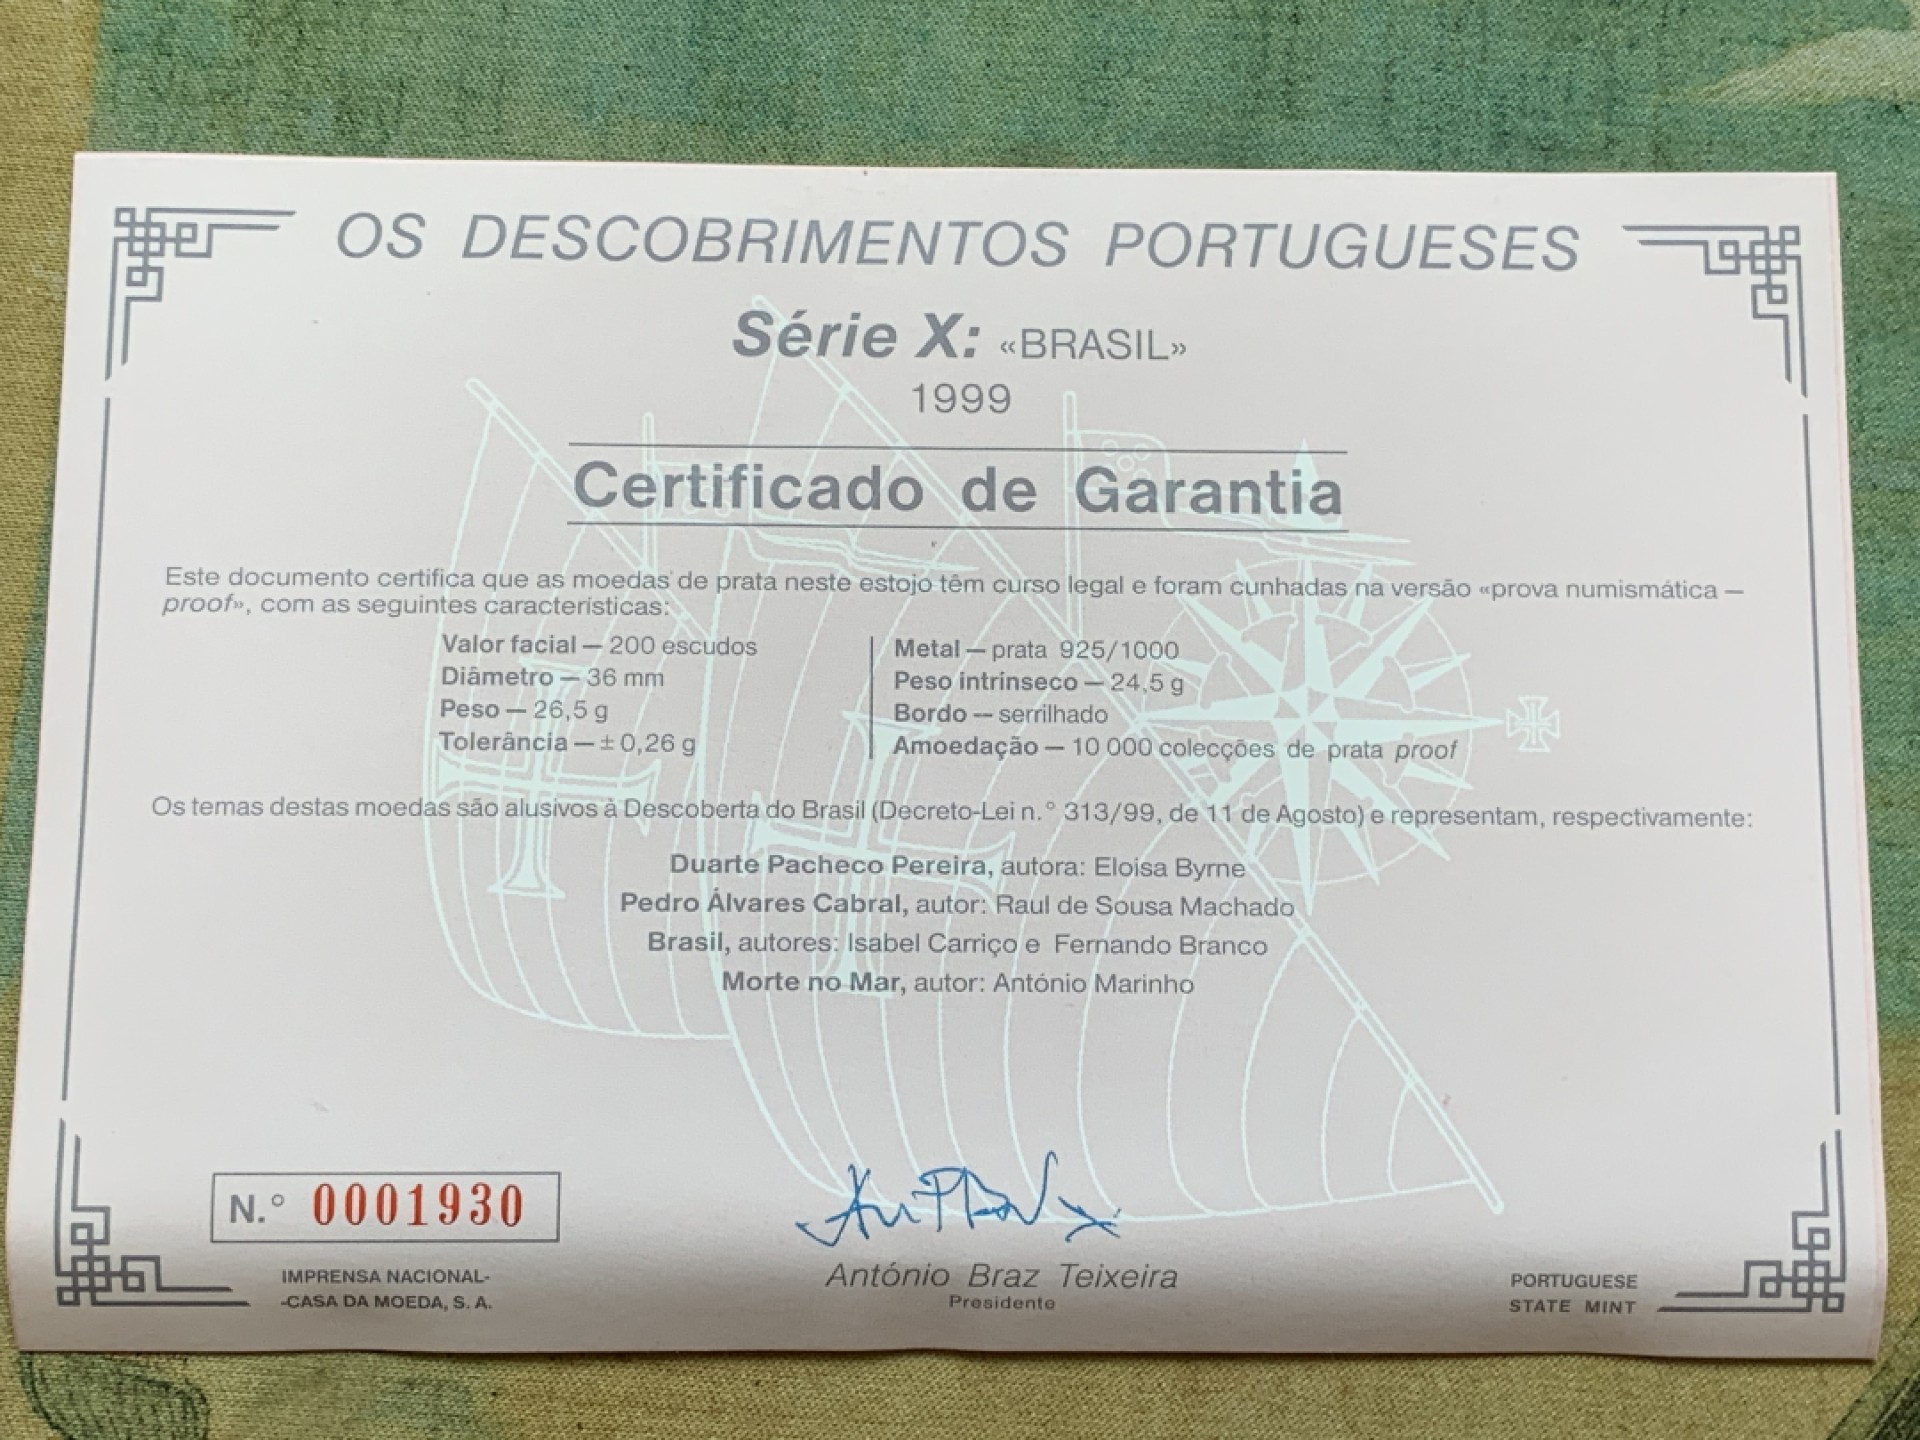 OS DESCOBRIMENTOS PORTUGUESES
Série X: «BRASIL»
1999
Certificado de Garantia
Este documento certifica que as moedas de prata neste estojo têm curso legal e foram cunhadas na versão «prova numismática —
proof», com as seguintes características:
Valor facial — 200 escudos
Diâmetro — 36 mm
Peso — 26,5 g
Tolerância — ± 0,26 g
Metal — prata 925/1000
Peso intrínseco — 24,5 g
Bordo — serrilhado
Amoedação — 10 000 colecções de prata proof
Os temas destas moedas são alusivos à Descoberta do Brasil (Decreto-Lei n.° 313/99, de 11 de Agosto) e representam, respectivamente:
Duarte Pacheco Pereira, autora: Eloisa Byrne
Pedro Álvares Cabral, autor: Raul de Sousa Machado
Brasil, autores: Isabel Carriço e Fernando Branco
Morte no Mar, autor: António Marinho
N.° 0001930
IMPRENSA NACIONAL-
-CASA DA MOEDA, S. A.
António Braz Teixeira
Presidente
PORTUGUESE
STATE MINT